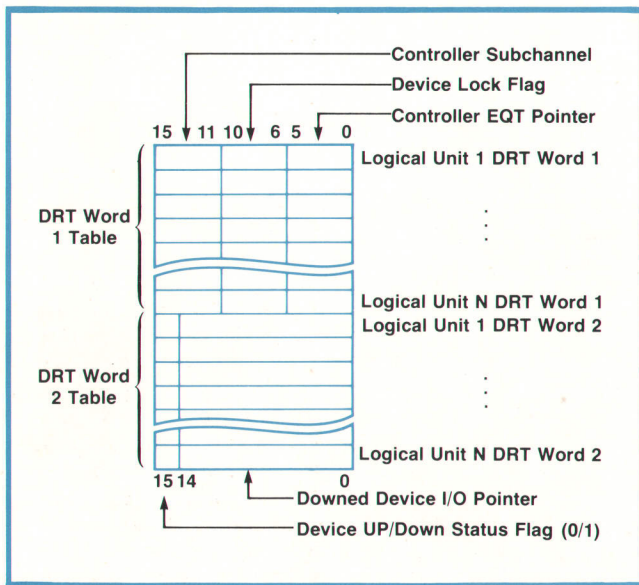 Controller Subchannel
Device Lock Flag
Controller EQT Pointer
15 11 10 6 5 0
Logical Unit 1 DRT Word 1
DRT Word
1 Table
Logical Unit N DRT Word 1
Logical Unit 1 DRT Word 2
DRT Word
2 Table
Logical Unit N DRT Word 2
15 14 0
Downed Device I/O Pointer
Device UP/Down Status Flag (0/1)